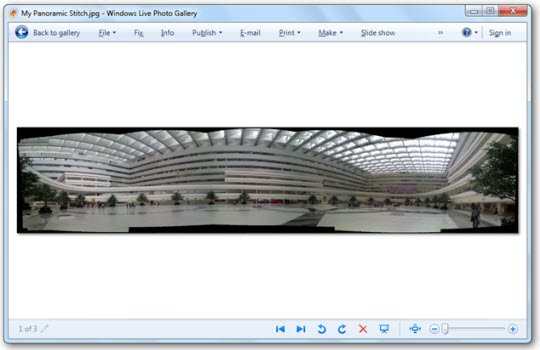 My Panoramic Stitch.jpg - Windows Live Photo Gallery
Back to gallery File Fix Info Publish E-mail Print Make Slide show » Sign in
1 of 3